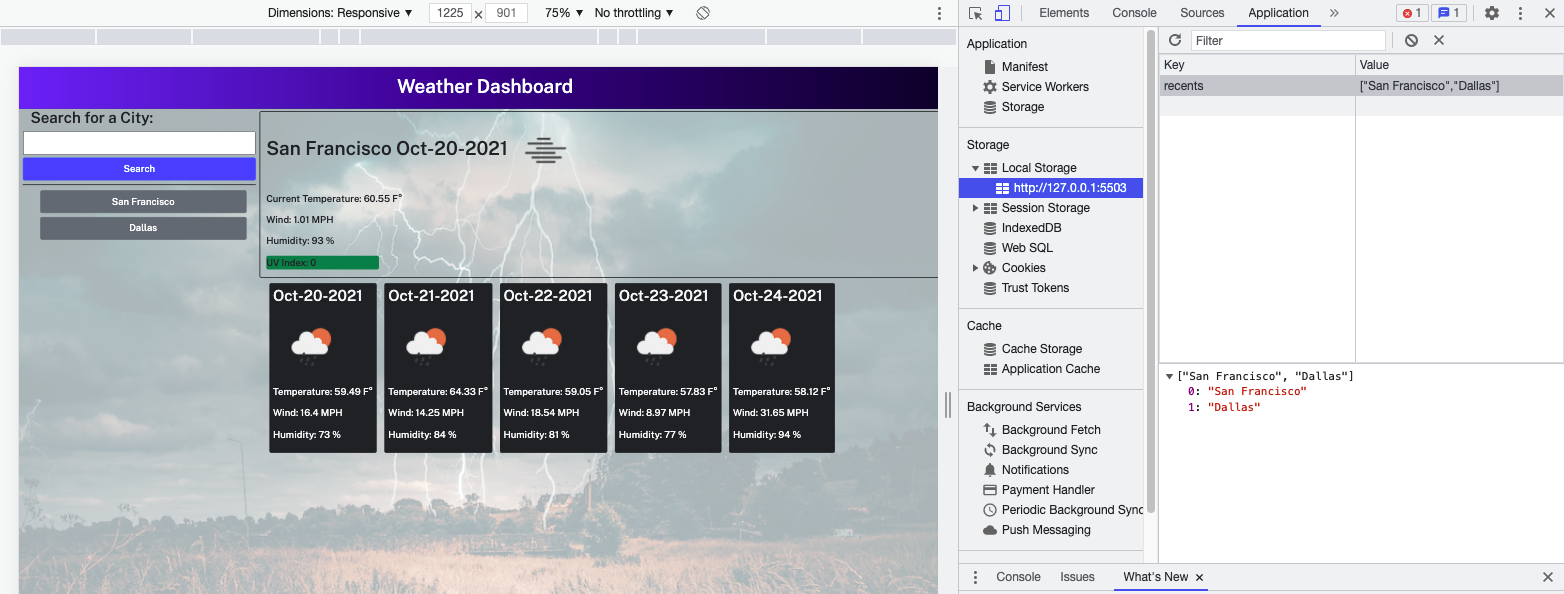 Dimensions: Responsive ▼ 1225 x 901 75% ▼ No throttling ▼
Weather Dashboard
Search for a City:
Search
San Francisco
Dallas
San Francisco Oct-20-2021
Current Temperature: 60.55 F°
Wind: 1.01 MPH
Humidity: 93 %
UV Index: 0
Oct-20-2021
Temperature: 59.49 F°
Wind: 16.4 MPH
Humidity: 73 %
Oct-21-2021
Temperature: 64.33 F°
Wind: 14.25 MPH
Humidity: 84 %
Oct-22-2021
Temperature: 59.05 F°
Wind: 18.54 MPH
Humidity: 81 %
Oct-23-2021
Temperature: 57.83 F°
Wind: 8.97 MPH
Humidity: 77 %
Oct-24-2021
Temperature: 58.12 F°
Wind: 31.65 MPH
Humidity: 94 %
Elements Console Sources Application » 1 1
Application
Manifest
Service Workers
Storage
Storage
Local Storage
http://127.0.0.1:5503
Session Storage
IndexedDB
Web SQL
Cookies
Trust Tokens
Cache
Cache Storage
Application Cache
Background Services
Background Fetch
Background Sync
Notifications
Payment Handler
Periodic Background Sync
Push Messaging
Filter
Key Value
recents ["San Francisco","Dallas"]
["San Francisco", "Dallas"]
0: "San Francisco"
1: "Dallas"
Console Issues What's New ×